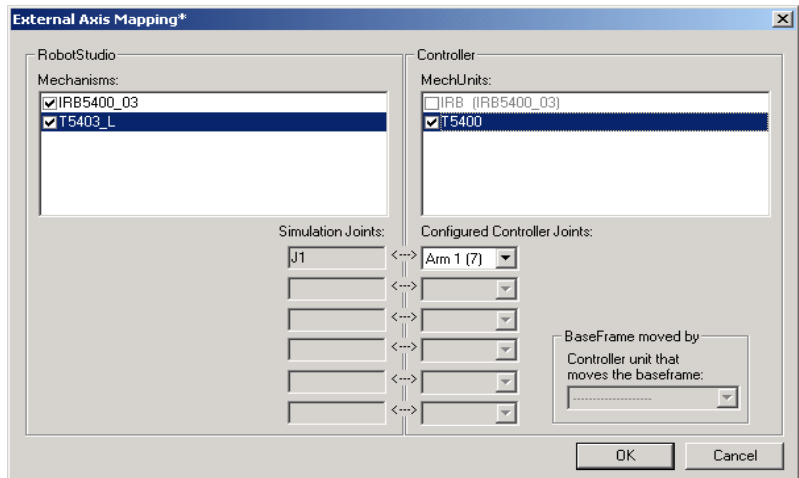 External Axis Mapping*
RobotStudio
Mechanisms:
IRB5400_03
T5403_L
Controller
MechUnits:
IRB (IRB5400_03)
T5400
Simulation Joints:
Configured Controller Joints:
J1
<--->
Arm 1 (7)
<--->
<--->
<--->
<--->
<--->
BaseFrame moved by
Controller unit that
moves the baseframe:
--------------------
OK
Cancel